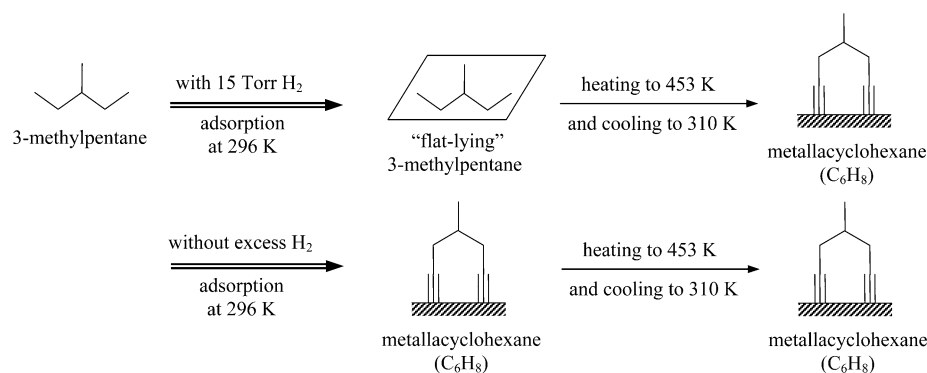 with 15 Torr H₂
adsorption
at 296 K
3-methylpentane
“flat-lying”
3-methylpentane
heating to 453 K
and cooling to 310 K
metallacyclohexane
(C₆H₈)
without excess H₂
adsorption
at 296 K
metallacyclohexane
(C₆H₈)
heating to 453 K
and cooling to 310 K
metallacyclohexane
(C₆H₈)